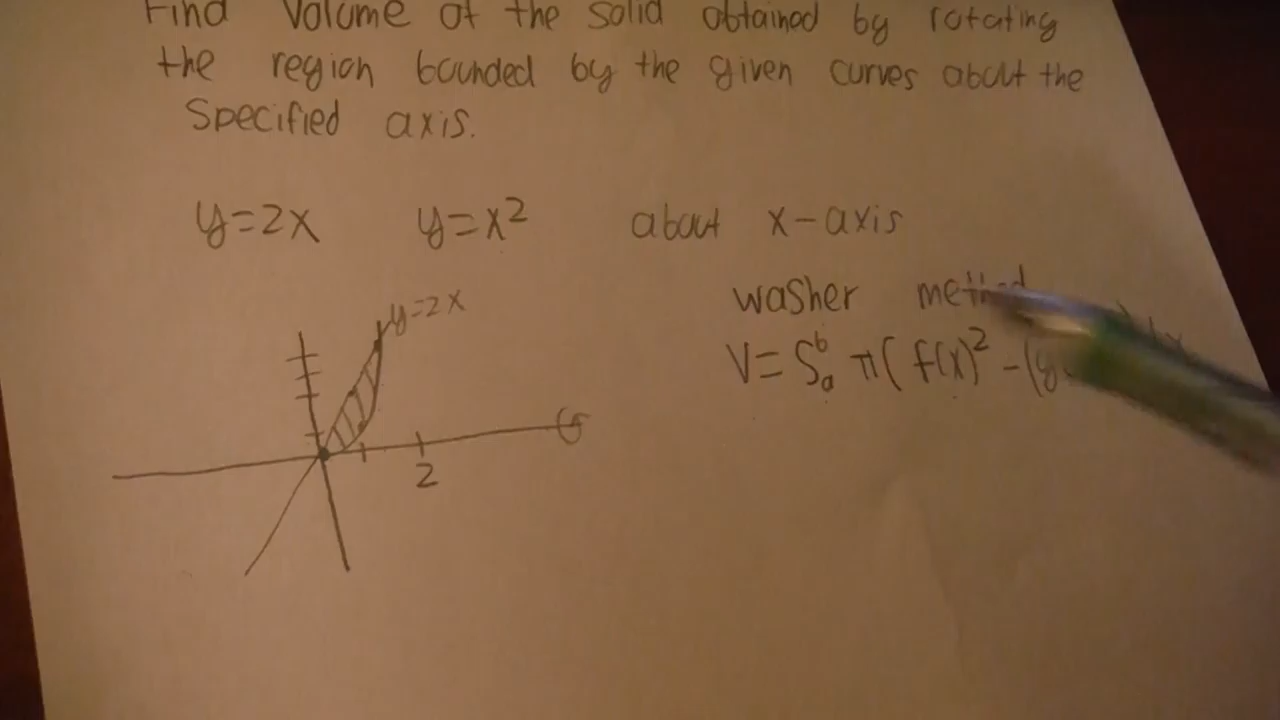 Find Volume of the solid obtained by rotating
the region bounded by the given curves about the
Specified axis.
y=2x y=x² about x-axis
y=2x
washer method
V=∫ₐᵇ π(f(x)²-(g
2